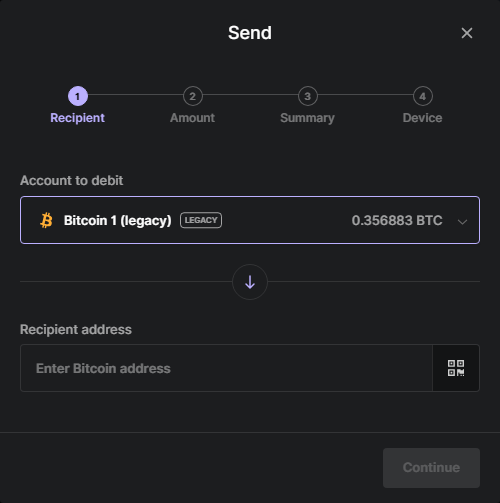 Send
1 2 3 4
Recipient Amount Summary Device
Account to debit
Bitcoin 1 (legacy) LEGACY 0.356883 BTC
Recipient address
Enter Bitcoin address
Continue